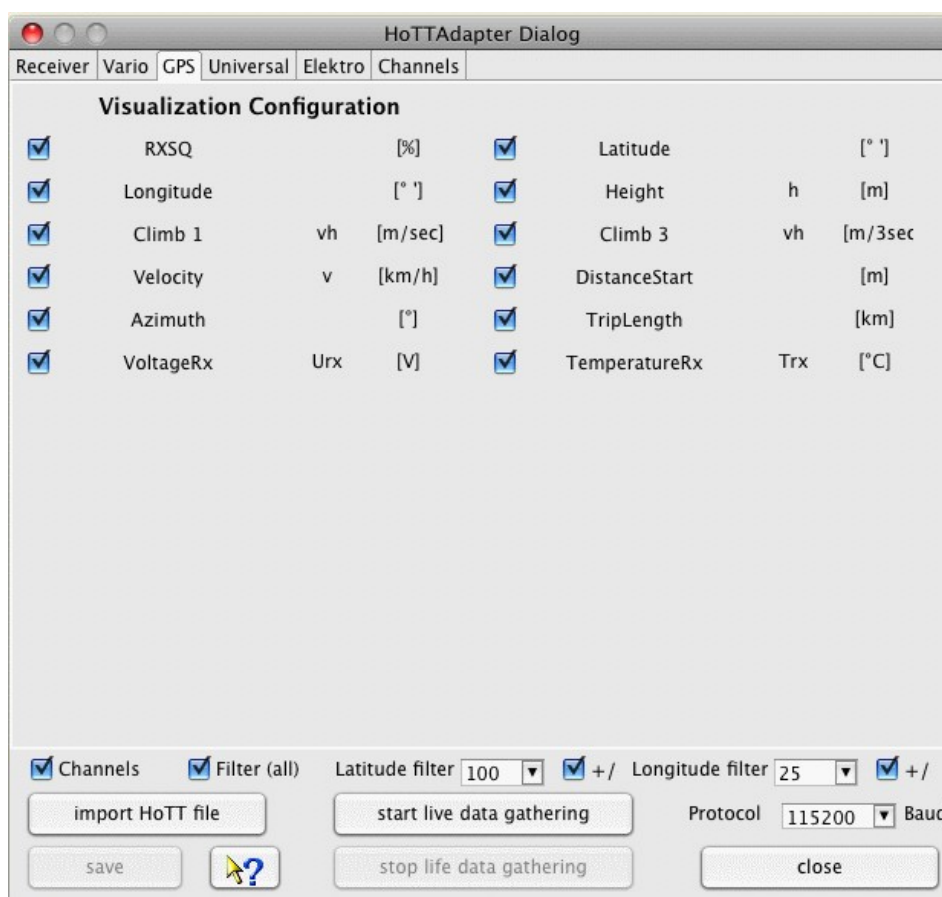 HoTTAdapter Dialog
Receiver Vario GPS Universal Elektro Channels
Visualization Configuration
RXSQ [%] Latitude [° ']
Longitude [° '] Height h [m]
Climb 1 vh [m/sec] Climb 3 vh [m/3sec
Velocity v [km/h] DistanceStart [m]
Azimuth [°] TripLength [km]
VoltageRx Urx [V] TemperatureRx Trx [°C]
Channels Filter (all) Latitude filter 100 +/ Longitude filter 25 +/
import HoTT file start live data gathering Protocol 115200 Baud
save ? stop life data gathering close